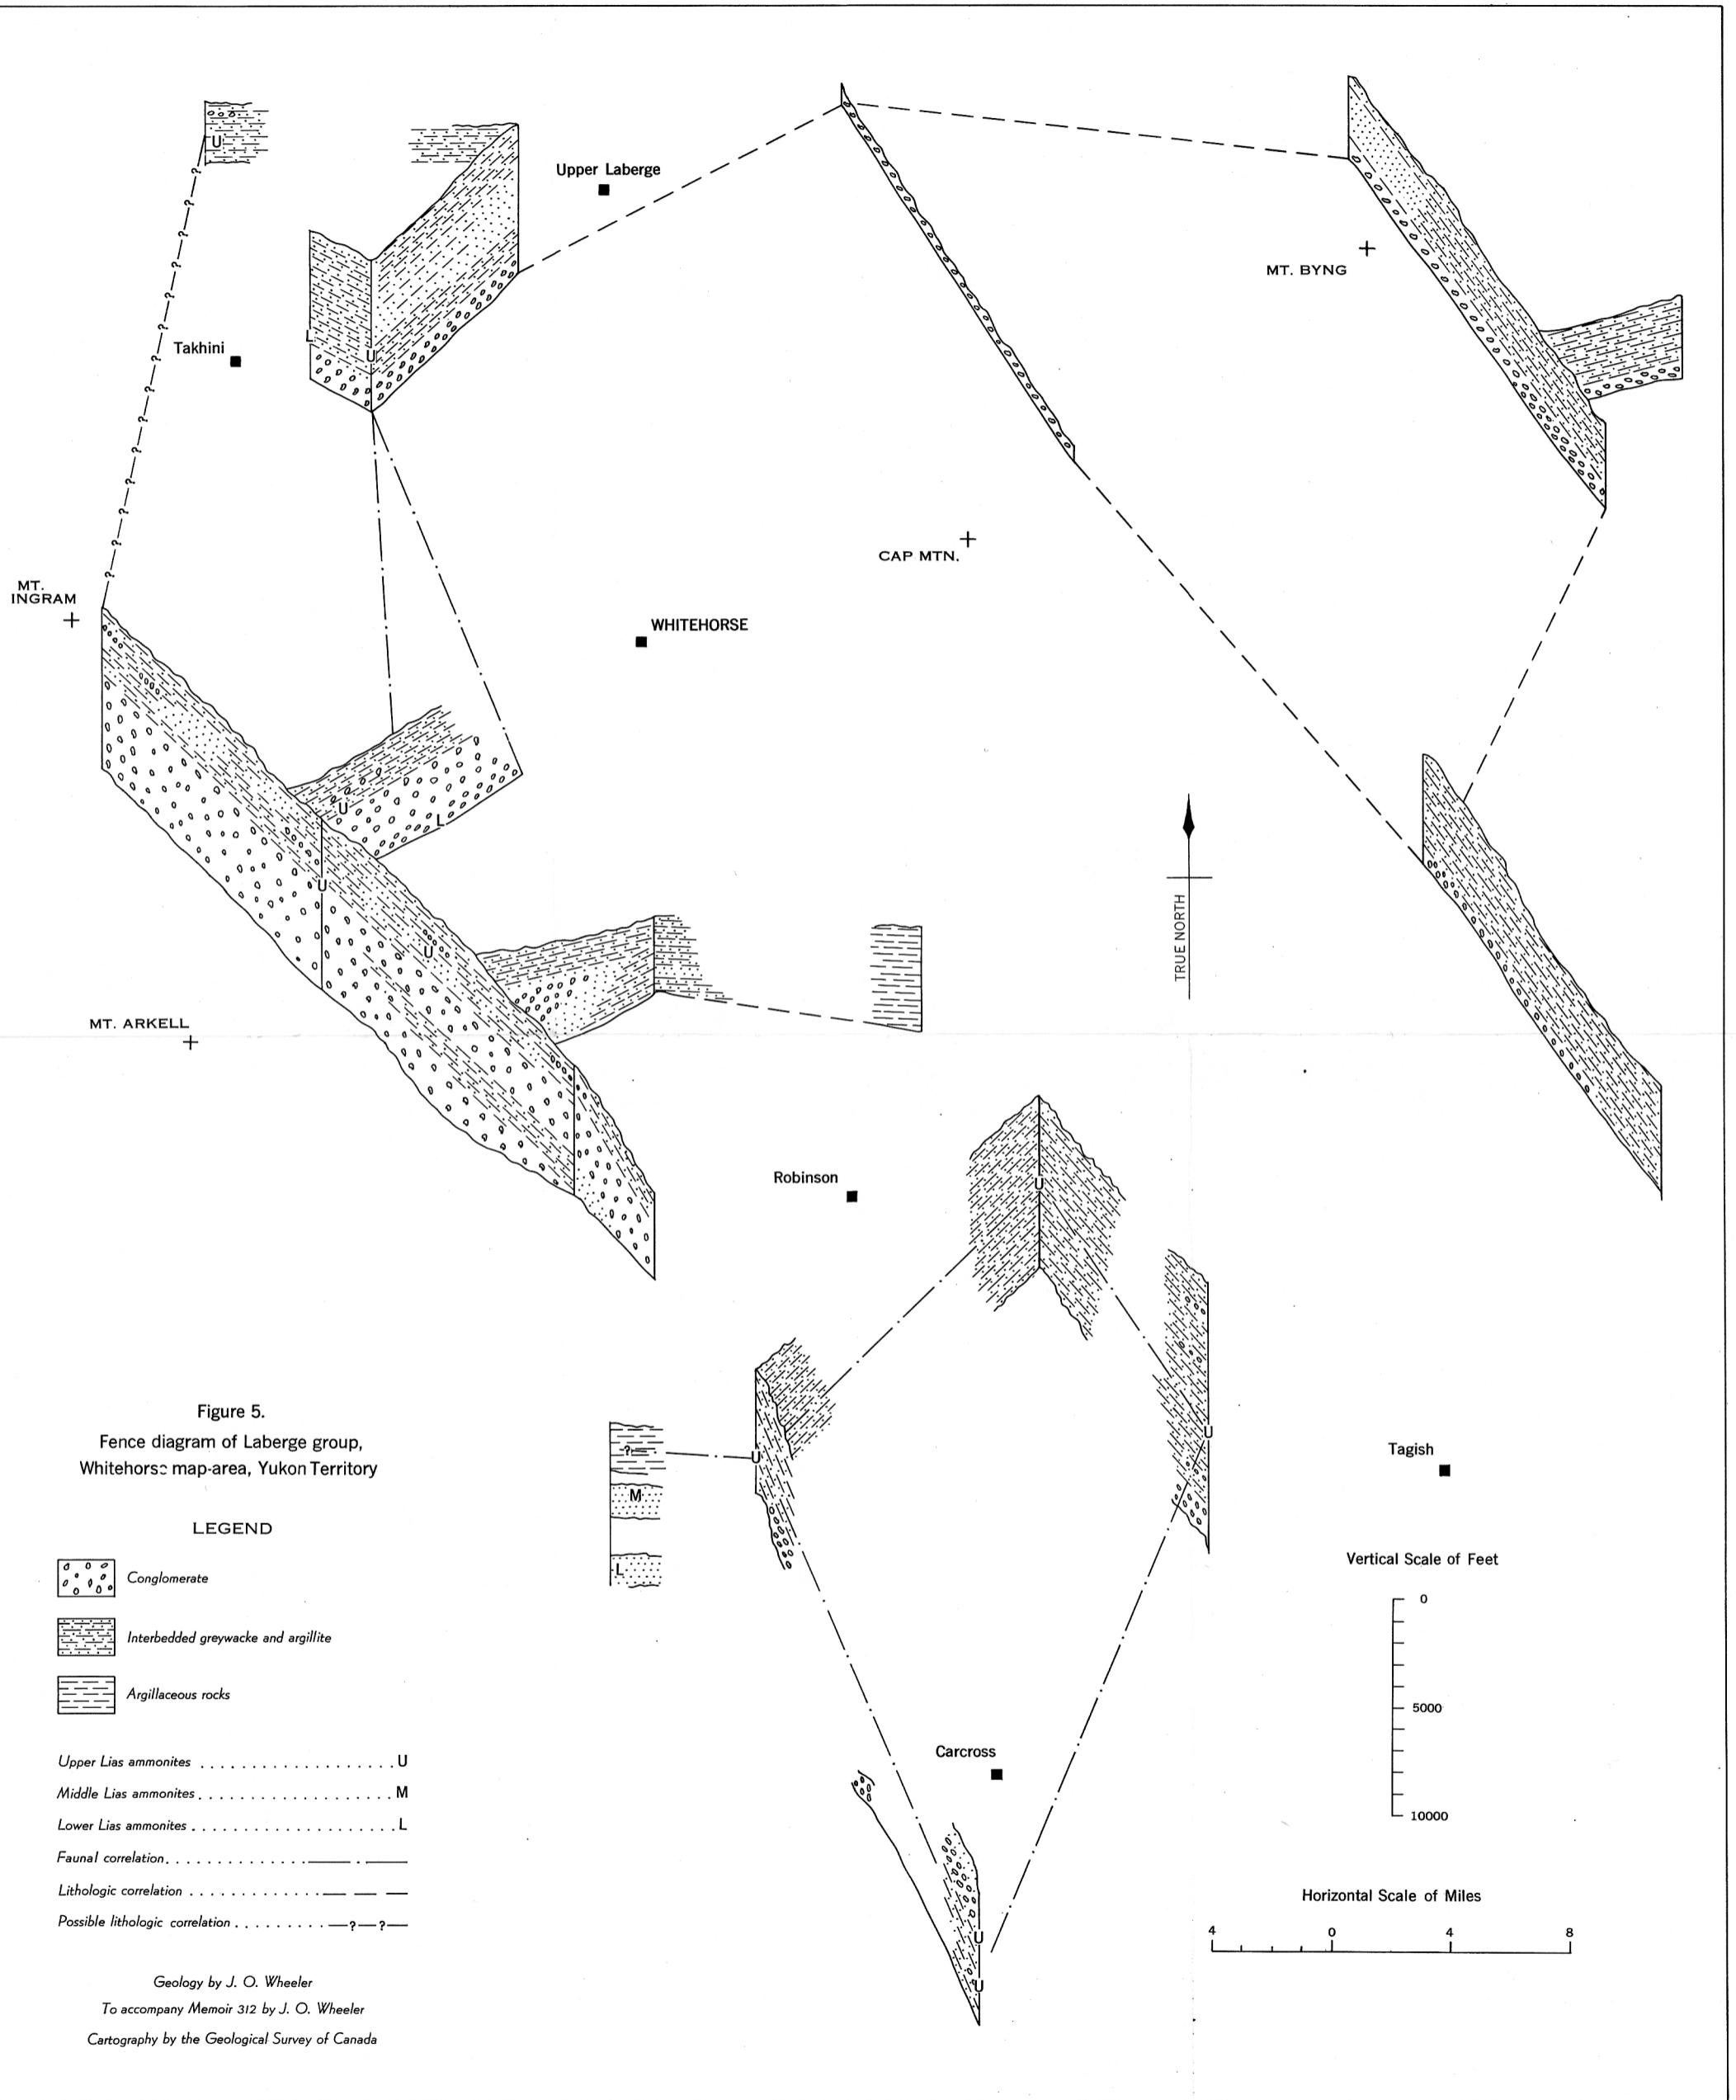 U
Upper Laberge
MT. BYNG
Takhini
L
U
CAP MTN.
MT.
INGRAM
WHITEHORSE
U
L
U
U
TRUE NORTH
MT. ARKELL
Robinson
U
U
U
?
M
L
Tagish
Figure 5.
Fence diagram of Laberge group,
Whitehorse map-area, Yukon Territory
LEGEND
Conglomerate
Interbedded greywacke and argillite
Argillaceous rocks
Upper Lias ammonites . . . . . . . . . . . . . . . . . . . U
Middle Lias ammonites . . . . . . . . . . . . . . . . . . . M
Lower Lias ammonites . . . . . . . . . . . . . . . . . . . . L
Faunal correlation . . . . . . . . . . . . . .
Lithologic correlation . . . . . . . . . . . . .
Possible lithologic correlation . . . . . . . . . —?—?—
Geology by J. O. Wheeler
To accompany Memoir 312 by J. O. Wheeler
Cartography by the Geological Survey of Canada
Vertical Scale of Feet
0
5000
10000
Carcross
U
U
Horizontal Scale of Miles
4 0 4 8